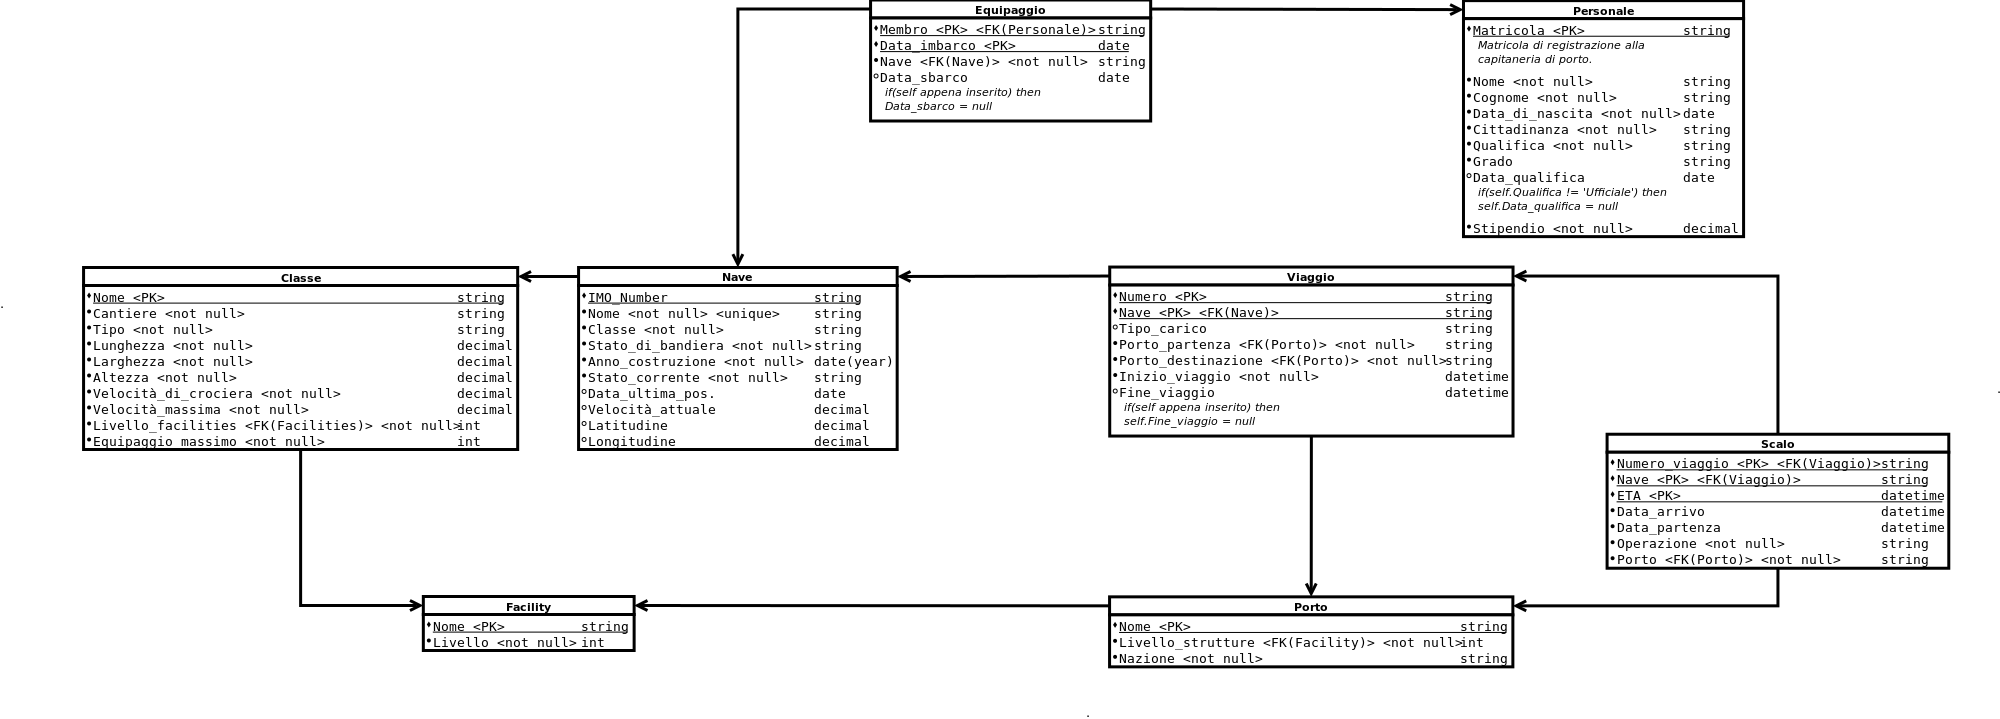 Equipaggio
Membro <PK> <FK(Personale)> string
Data_imbarco <PK> date
Nave <FK(Nave)> <not null> string
Data_sbarco date
if(self appena inserito) then
Data_sbarco = null
Personale
Matricola <PK> string
Matricola di registrazione alla
capitaneria di porto.
Nome <not null> string
Cognome <not null> string
Data_di_nascita <not null> date
Cittadinanza <not null> string
Qualifica <not null> string
Grado string
Data_qualifica date
if(self.Qualifica != 'Ufficiale') then
self.Data_qualifica = null
Stipendio <not null> decimal
Classe
Nome <PK> string
Cantiere <not null> string
Tipo <not null> string
Lunghezza <not null> decimal
Larghezza <not null> decimal
Altezza <not null> decimal
Velocità_di_crociera <not null> decimal
Velocità_massima <not null> decimal
Livello_facilities <FK(Facilities)> <not null> int
Equipaggio_massimo <not null> int
Nave
IMO_Number string
Nome <not null> <unique> string
Classe <not null> string
Stato_di_bandiera <not null> string
Anno_costruzione <not null> date(year)
Stato_corrente <not null> string
Data_ultima_pos. date
Velocità_attuale decimal
Latitudine decimal
Longitudine decimal
Viaggio
Numero <PK> string
Nave <PK> <FK(Nave)> string
Tipo_carico string
Porto_partenza <FK(Porto)> <not null> string
Porto_destinazione <FK(Porto)> <not null> string
Inizio_viaggio <not null> datetime
Fine_viaggio datetime
if(self appena inserito) then
self.Fine_viaggio = null
Scalo
Numero_viaggio <PK> <FK(Viaggio)> string
Nave <PK> <FK(Viaggio)> string
ETA <PK> datetime
Data_arrivo datetime
Data_partenza datetime
Operazione <not null> string
Porto <FK(Porto)> <not null> string
Facility
Nome <PK> string
Livello <not null> int
Porto
Nome <PK> string
Livello_strutture <FK(Facility)> <not null> int
Nazione <not null> string